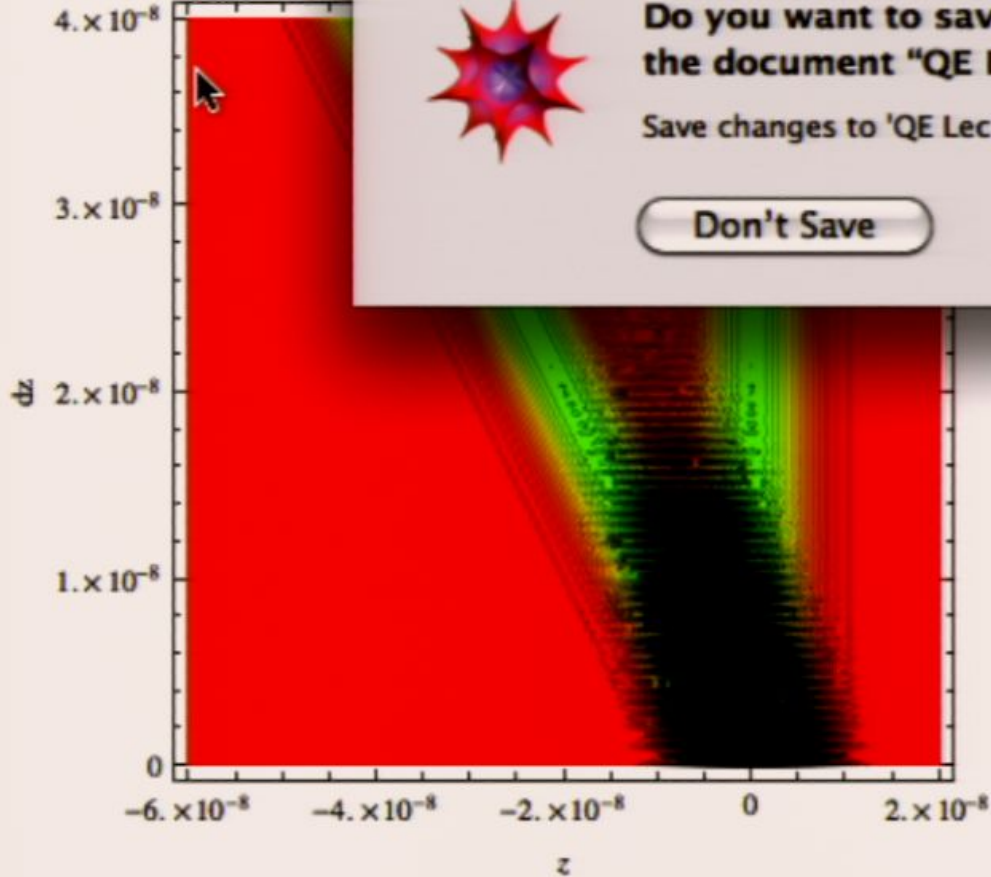 4.×10⁻⁸
Do you want to sav
the document “QE
Save changes to 'QE Lec
3.×10⁻⁸
Don't Save
dz
2.×10⁻⁸
1.×10⁻⁸
0
−6.×10⁻⁸ −4.×10⁻⁸ −2.×10⁻⁸ 0 2.×10⁻⁸
z